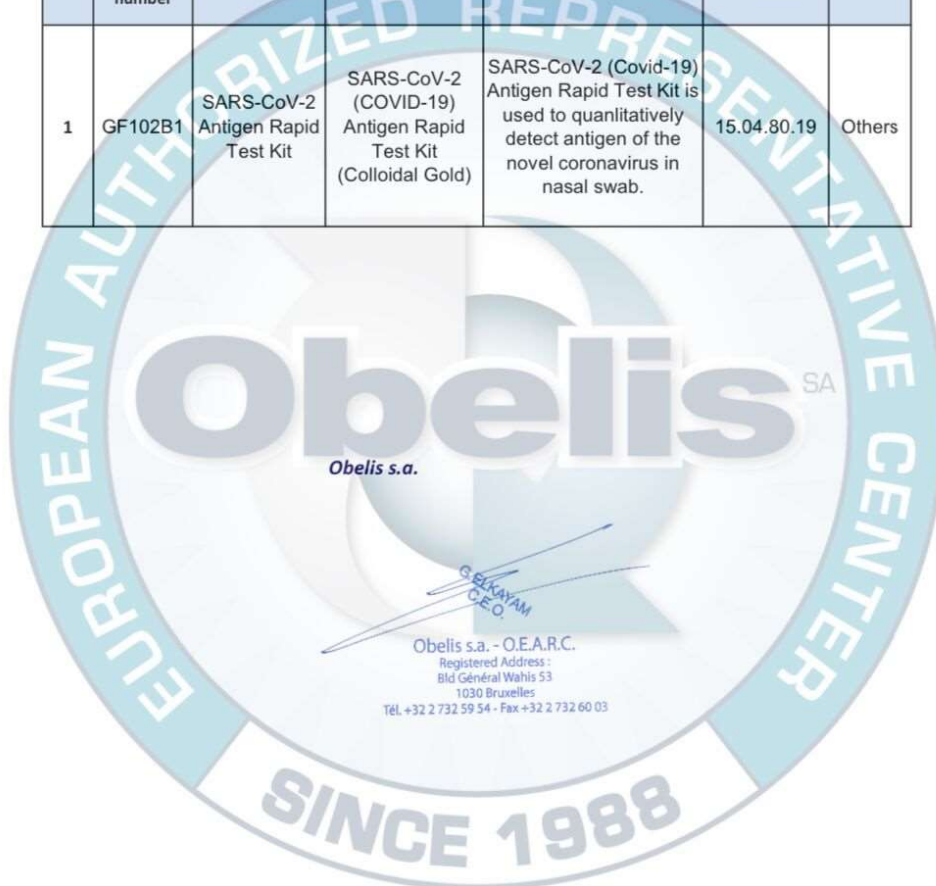 number
1
GF102B1
SARS-CoV-2
Antigen Rapid
Test Kit
SARS-CoV-2
(COVID-19)
Antigen Rapid
Test Kit
(Colloidal Gold)
SARS-CoV-2 (Covid-19)
Antigen Rapid Test Kit is
used to quanlitatively
detect antigen of the
novel coronavirus in
nasal swab.
15.04.80.19
Others
EUROPEAN AUTHORIZED REPRESENTATIVE CENTER
Obelis SA
Obelis s.a.
G.ELKAYAM
C.E.O.
Obelis s.a. - O.E.A.R.C.
Registered Address :
Bld Général Wahis 53
1030 Bruxelles
Tél. +32 2 732 59 54 - Fax +32 2 732 60 03
SINCE 1988